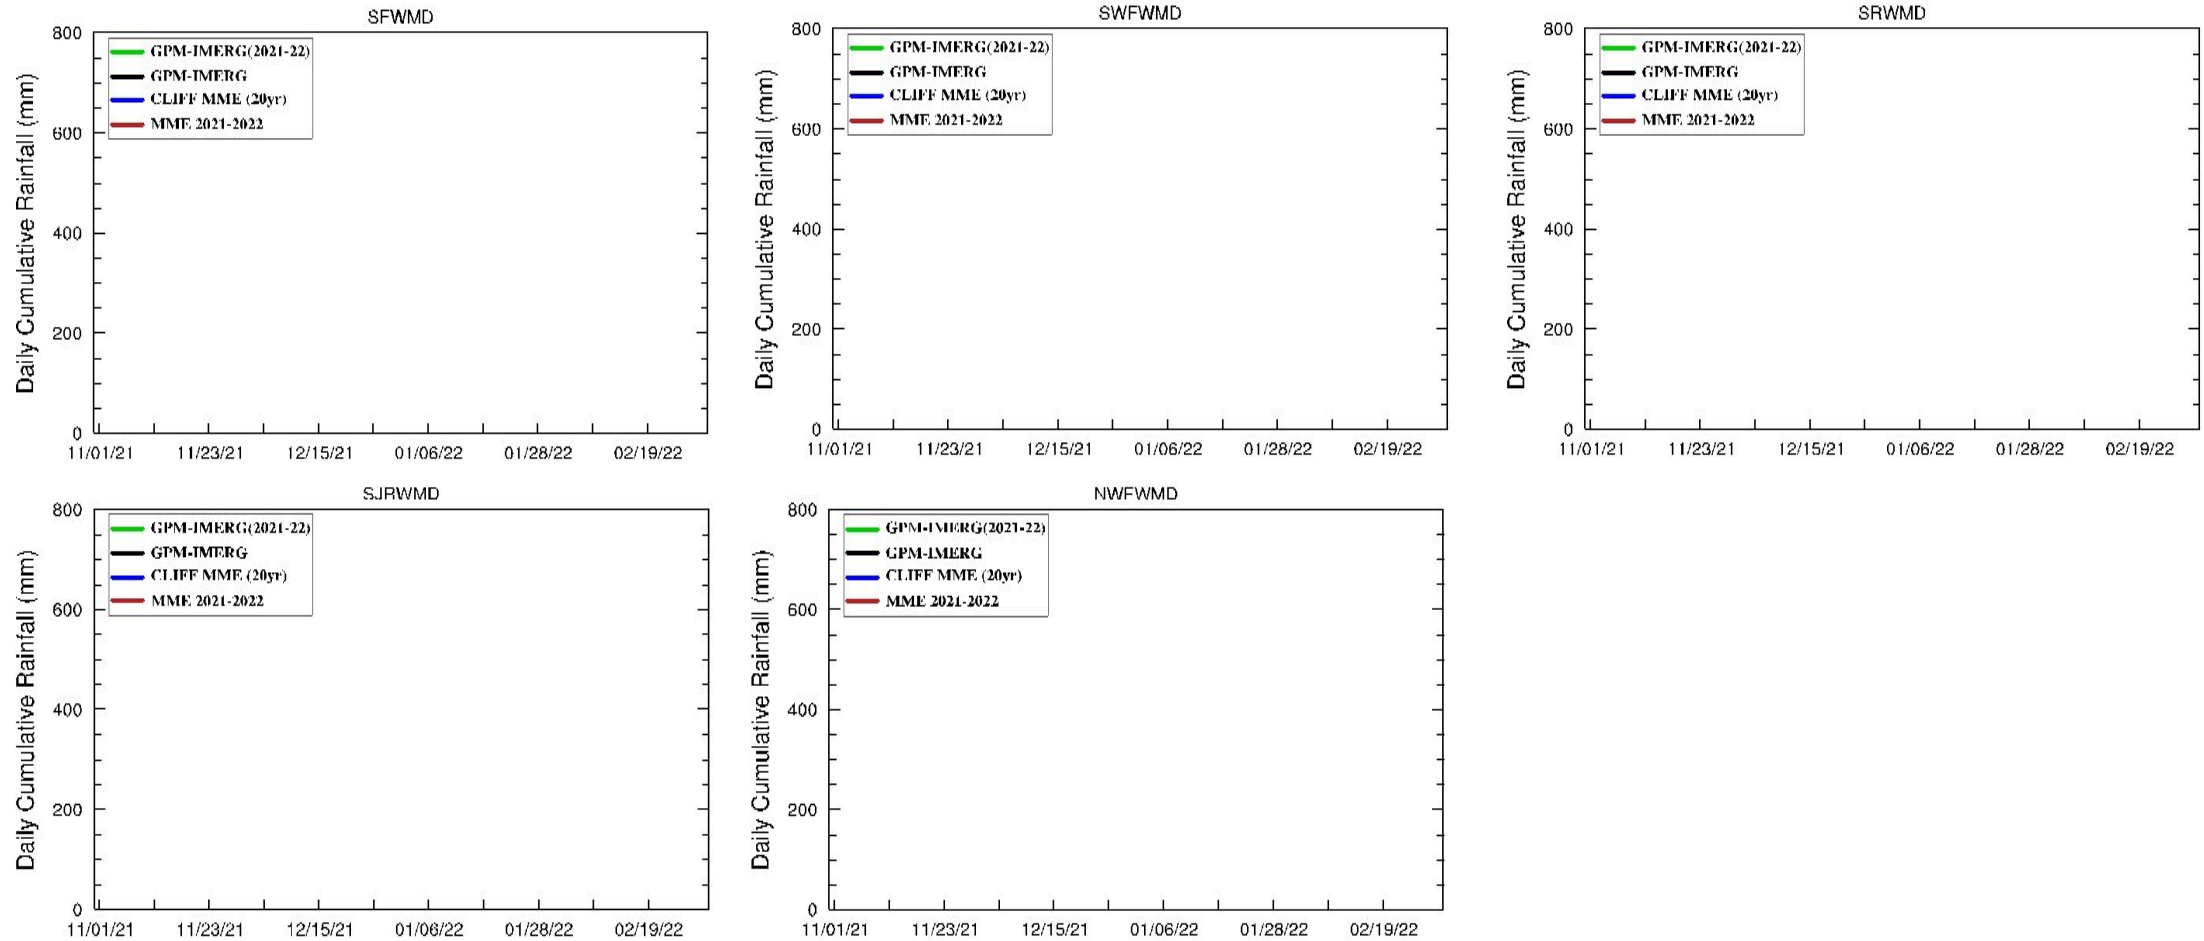 SFWMD
800
600
400
200
0
Daily Cumulative Rainfall (mm)
GPM-IMERG(2021-22)
GPM-IMERG
CLIFF MME (20yr)
MME 2021-2022
11/01/21 11/23/21 12/15/21 01/06/22 01/28/22 02/19/22
SWFWMD
800
600
400
200
0
Daily Cumulative Rainfall (mm)
GPM-IMERG(2021-22)
GPM-IMERG
CLIFF MME (20yr)
MME 2021-2022
11/01/21 11/23/21 12/15/21 01/06/22 01/28/22 02/19/22
SRWMD
800
600
400
200
0
Daily Cumulative Rainfall (mm)
GPM-IMERG(2021-22)
GPM-IMERG
CLIFF MME (20yr)
MME 2021-2022
11/01/21 11/23/21 12/15/21 01/06/22 01/28/22 02/19/22
SJRWMD
800
600
400
200
0
Daily Cumulative Rainfall (mm)
GPM-IMERG(2021-22)
GPM-IMERG
CLIFF MME (20yr)
MME 2021-2022
11/01/21 11/23/21 12/15/21 01/06/22 01/28/22 02/19/22
NWFWMD
800
600
400
200
0
Daily Cumulative Rainfall (mm)
GPM-IMERG(2021-22)
GPM-IMERG
CLIFF MME (20yr)
MME 2021-2022
11/01/21 11/23/21 12/15/21 01/06/22 01/28/22 02/19/22